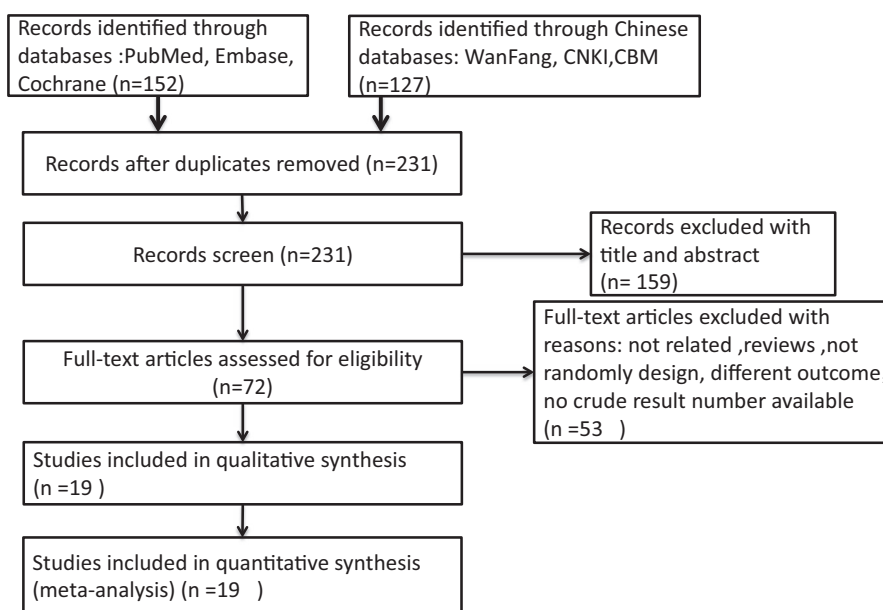 Records identified through
databases :PubMed, Embase,
Cochrane (n=152)
Records identified through Chinese
databases: WanFang, CNKI,CBM
(n=127)
Records after duplicates removed (n=231)
Records screen (n=231)
Records excluded with
title and abstract
(n= 159)
Full-text articles assessed for eligibility
(n=72)
Full-text articles excluded with
reasons: not related ,reviews ,not
randomly design, different outcome
no crude result number available
(n =53 )
Studies included in qualitative synthesis
(n =19 )
Studies included in quantitative synthesis
(meta-analysis) (n =19 )